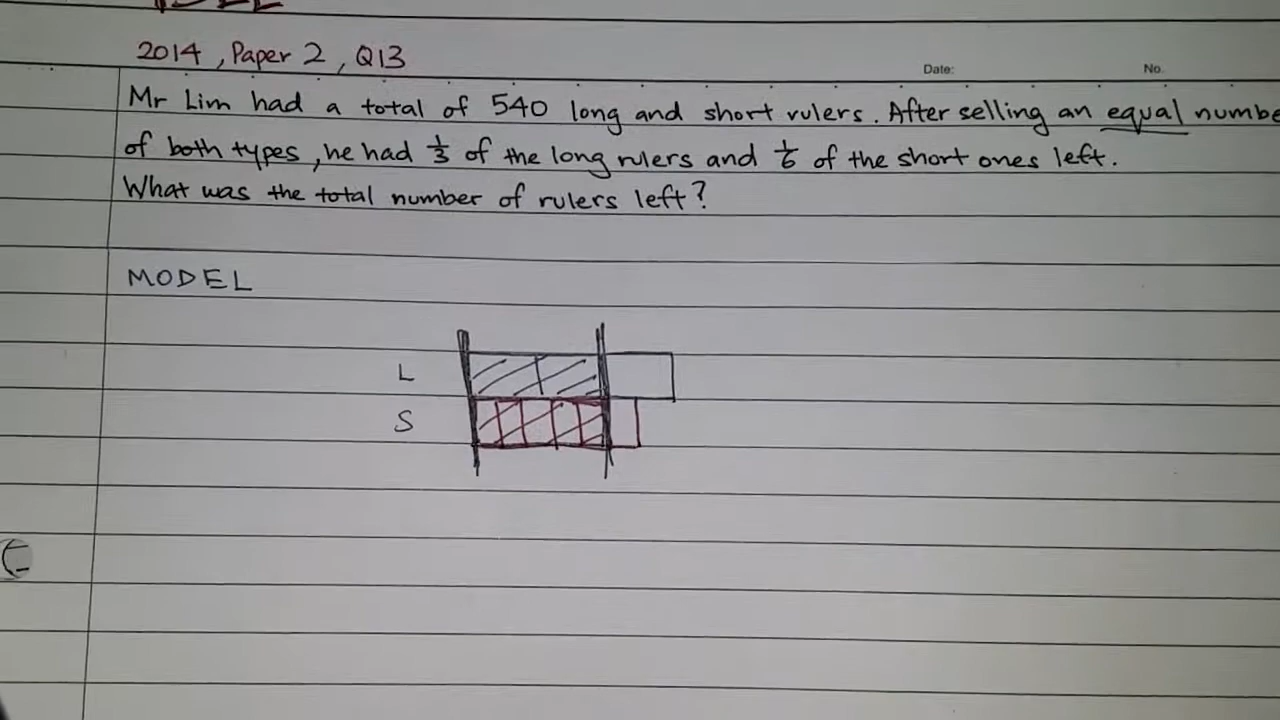 2014, Paper 2, Q13
Date:
No.
Mr Lim had a total of 540 long and short rulers. After selling an equal numbe
of both types, he had 1/3 of the long rulers and 1/6 of the short ones left.
What was the total number of rulers left?
MODEL
L
S